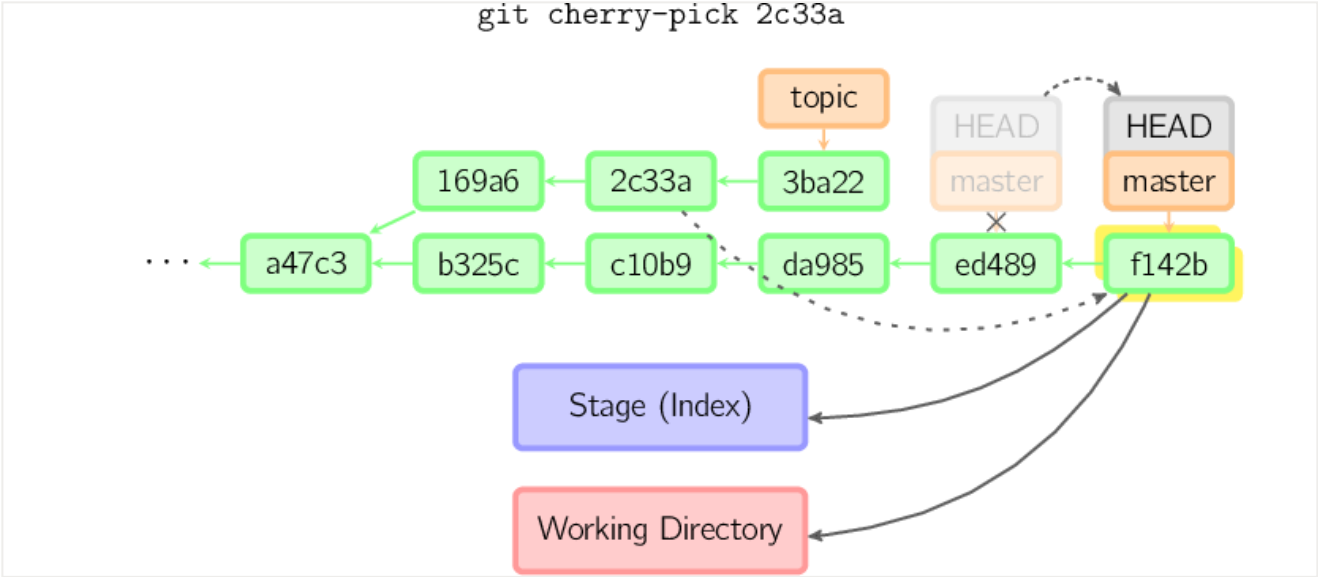 git cherry-pick 2c33a
topic
HEAD HEAD
169a6 2c33a 3ba22 master master
... a47c3 b325c c10b9 da985 ed489 f142b
Stage (Index)
Working Directory